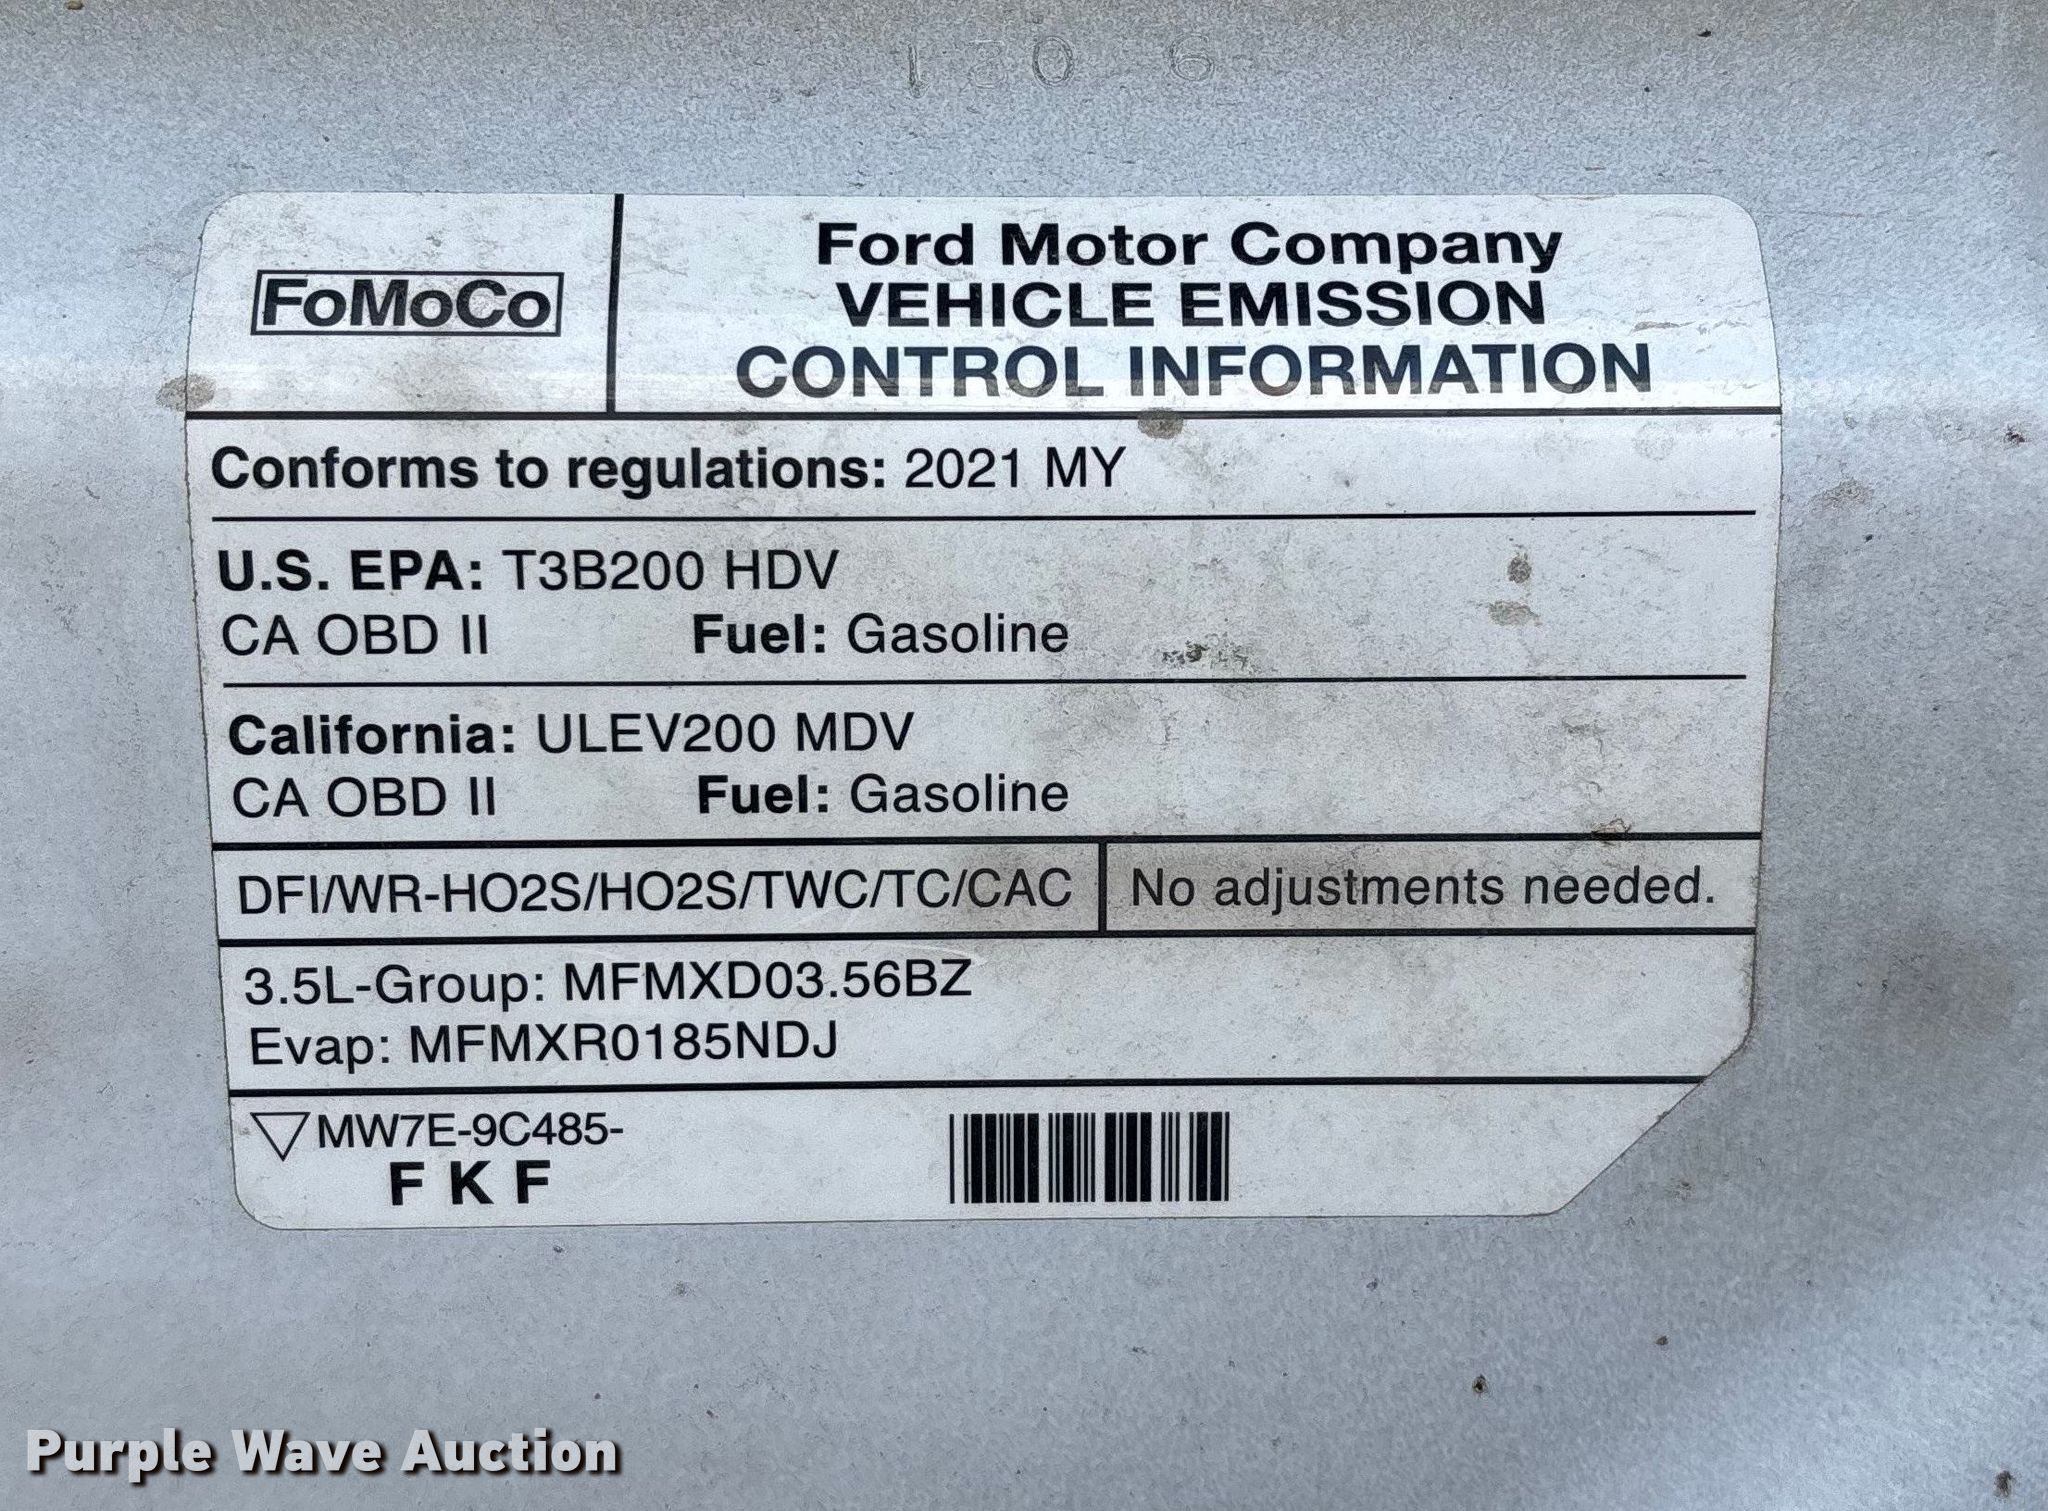 FoMoCo
Ford Motor Company
VEHICLE EMISSION
CONTROL INFORMATION
Conforms to regulations: 2021 MY
U.S. EPA: T3B200 HDV
CA OBD II Fuel: Gasoline
California: ULEV200 MDV
CA OBD II Fuel: Gasoline
DFI/WR-HO2S/HO2S/TWC/TC/CAC No adjustments needed.
3.5L-Group: MFMXD03.56BZ
Evap: MFMXR0185NDJ
MW7E-9C485-
F K F
Purple Wave Auction